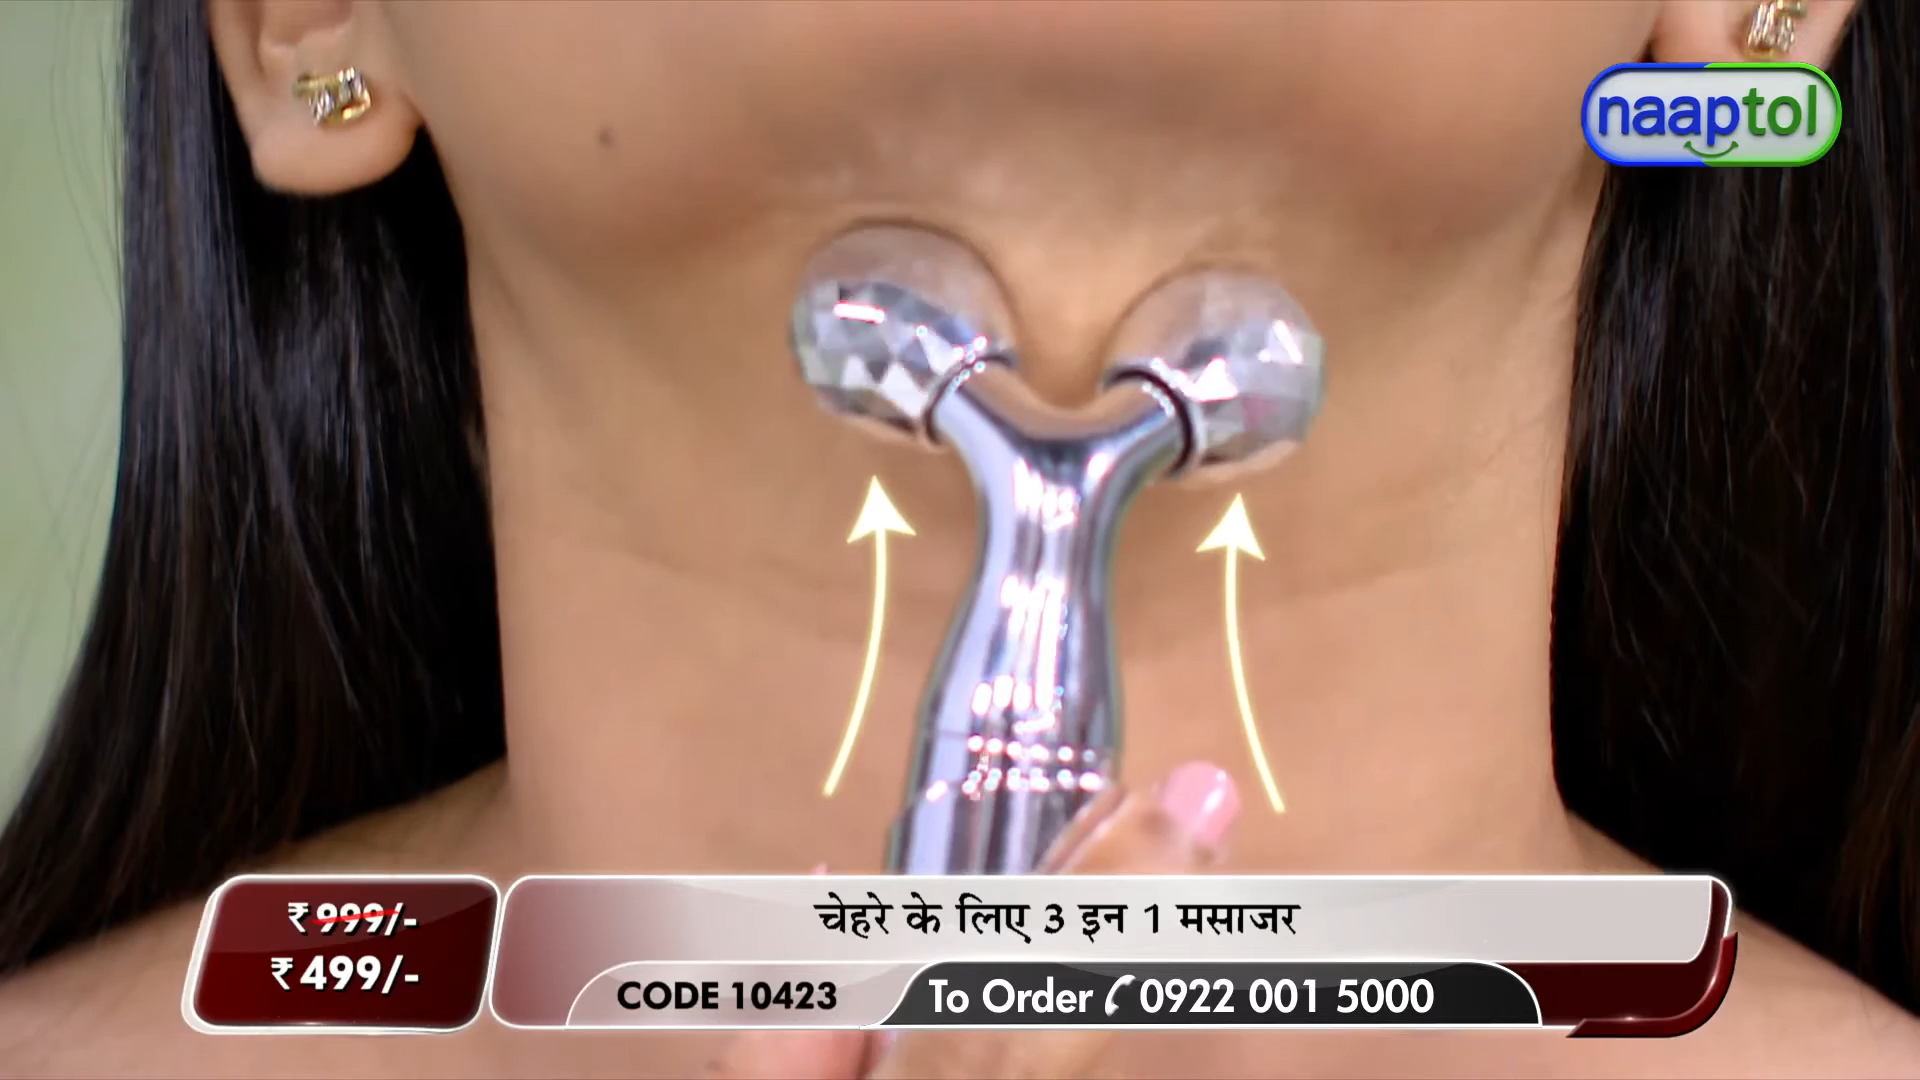 naaptol
₹ 999/-
₹ 499/-
चेहरे के लिए 3 इन 1 मसाजर
CODE 10423
To Order 0922 001 5000